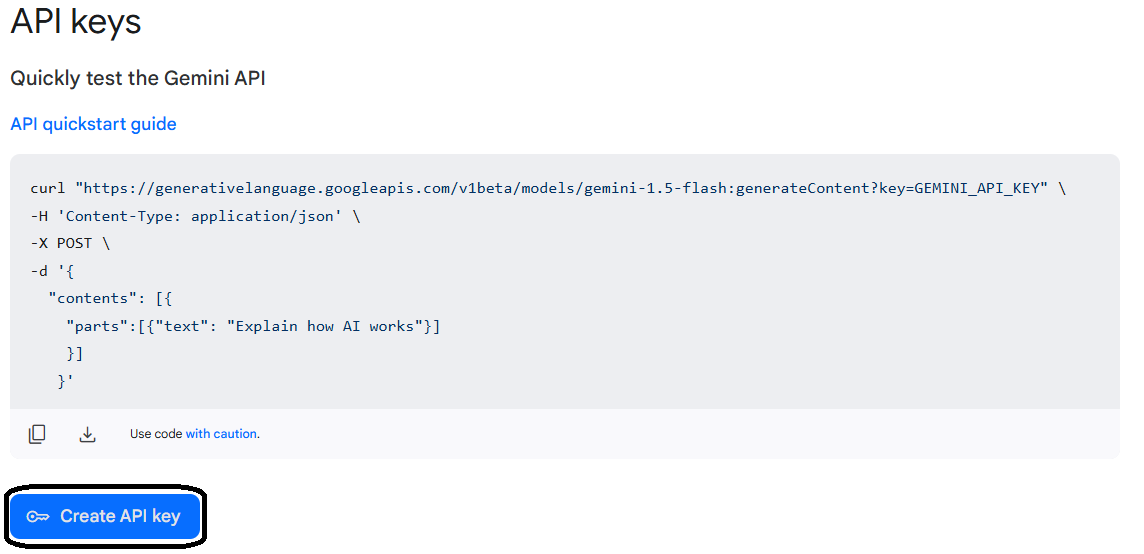 API keys
Quickly test the Gemini API
API quickstart guide
curl "https://generativelanguage.googleapis.com/v1beta/models/gemini-1.5-flash:generateContent?key=GEMINI_API_KEY" \
-H 'Content-Type: application/json' \
-X POST \
-d '{
  "contents": [{
    "parts":[{"text": "Explain how AI works"}]
    }]
   }'
Use code with caution.
Create API key